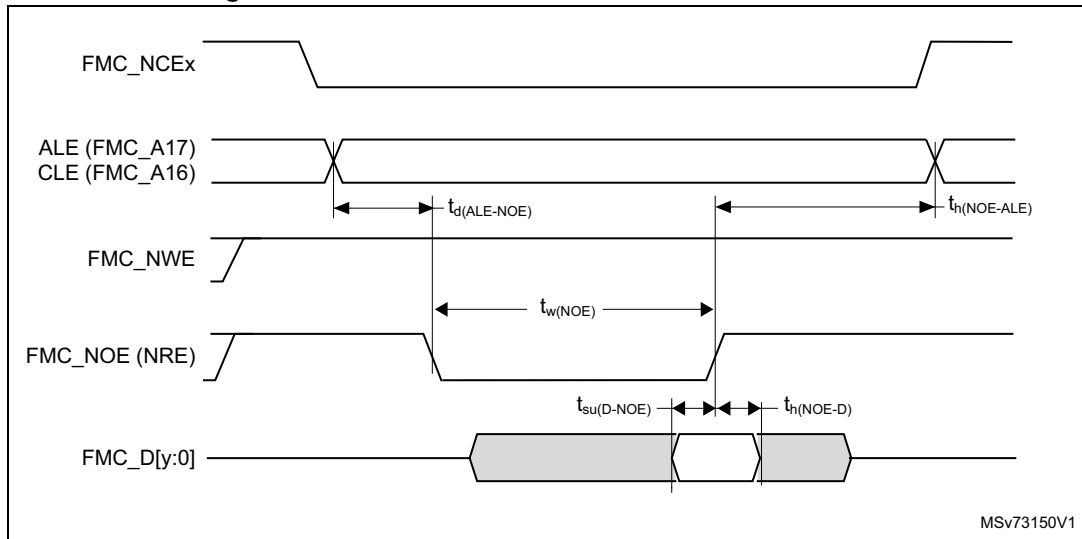 FMC_NCEx
ALE (FMC_A17)
CLE (FMC_A16)
td(ALE-NOE)
th(NOE-ALE)
FMC_NWE
tw(NOE)
FMC_NOE (NRE)
tsu(D-NOE)
th(NOE-D)
FMC_D[y:0]
MSv73150V1